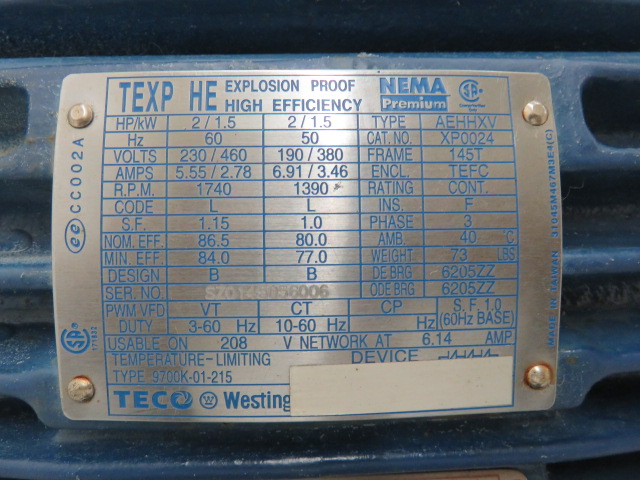 TEXP HE EXPLOSION PROOF HIGH EFFICIENCY NEMA Premium
HP/kW 2 / 1.5 2 / 1.5 TYPE AEHHXV
Hz 60 50 CAT. NO. XP0024
VOLTS 230 / 460 190 / 380 FRAME 145T
AMPS 5.55 / 2.78 6.91 / 3.46 ENCL. TEFC
R.P.M. 1740 1390 RATING CONT.
CODE L L INS. F
S.F. 1.15 1.0 PHASE 3
NOM. EFF. 86.5 80.0 AMB. 40 °C
MIN. EFF. 84.0 77.0 WEIGHT 73 LBS
DESIGN B B DE BRG 6205ZZ
SER. NO. ODE BRG 6205ZZ
PWM VFD VT CT CP S.F. 1.0
DUTY 3-60 Hz 10-60 Hz Hz (60Hz BASE)
USABLE ON 208 V NETWORK AT 6.14 AMP
TEMPERATURE-LIMITING DEVICE
TYPE 9700K-01-215
TECO W Westing
ee CC002A
MADE IN TAIWAN 31045M467M3E4(C)